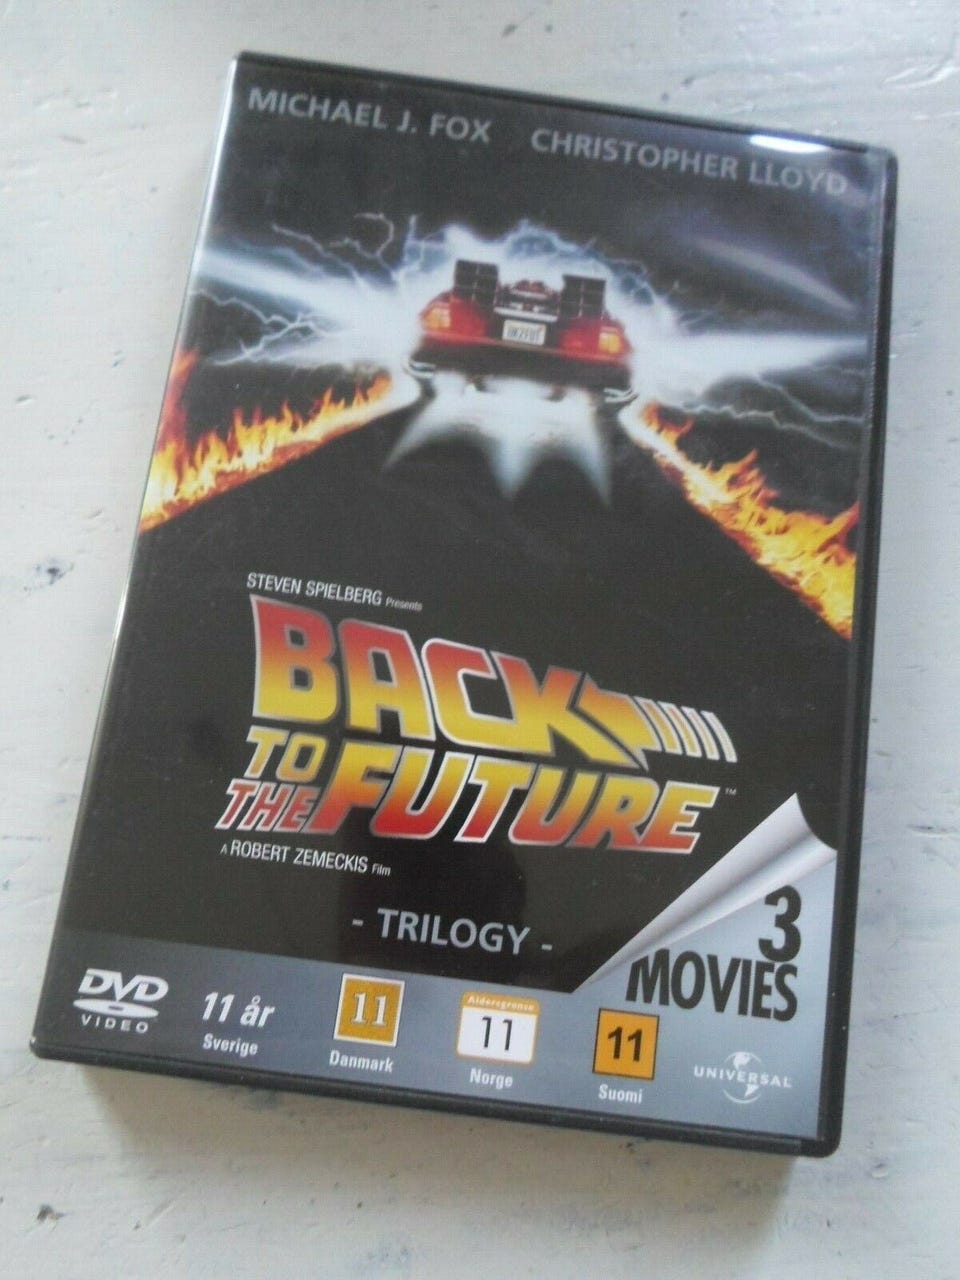 MICHAEL J. FOX CHRISTOPHER LLOYD
STEVEN SPIELBERG Presents
BACK
TO
THE FUTURE™
A ROBERT ZEMECKIS Film
- TRILOGY -
3
MOVIES
DVD
VIDEO
11 år
Sverige
11
Danmark
Aldersgrense
11
Norge
11
Suomi
UNIVERSAL